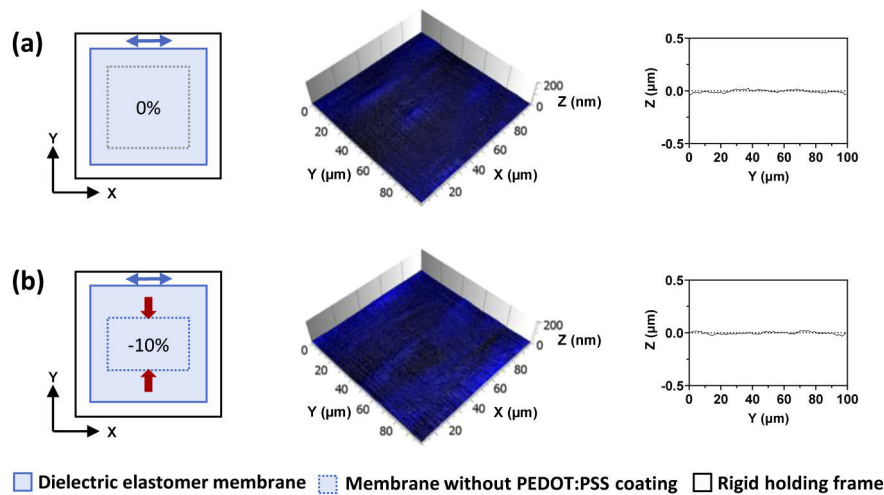 (a)
0%
Y
X
200
0
Z (nm)
0
20
40
60
80
Y (µm)
80
60
40
20
X (µm)
0.5
0.0
-0.5
Z (µm)
0 20 40 60 80 100
Y (µm)
(b)
-10%
Y
X
200
0
Z (nm)
0
20
40
60
80
Y (µm)
80
60
40
20
X (µm)
0.5
0.0
-0.5
Z (µm)
0 20 40 60 80 100
Y (µm)
Dielectric elastomer membrane Membrane without PEDOT:PSS coating Rigid holding frame